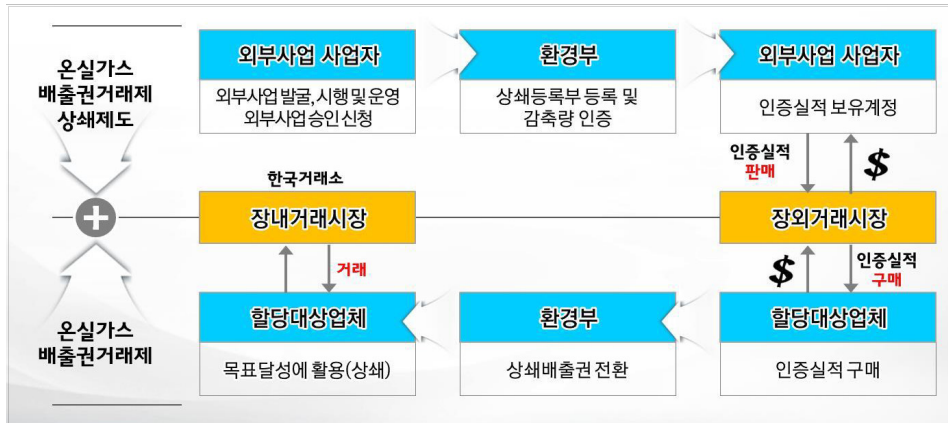 온실가스
배출권거래제
상쇄제도
외부사업 사업자
외부사업 발굴, 시행 및 운영
외부사업 승인 신청
환경부
상쇄등록부 등록 및
감축량 인증
외부사업 사업자
인증실적 보유계정
인증실적
판매
$
한국거래소
장내거래시장
장외거래시장
거래
$
인증실적
구매
온실가스
배출권거래제
할당대상업체
목표달성에 활용(상쇄)
환경부
상쇄배출권 전환
할당대상업체
인증실적 구매